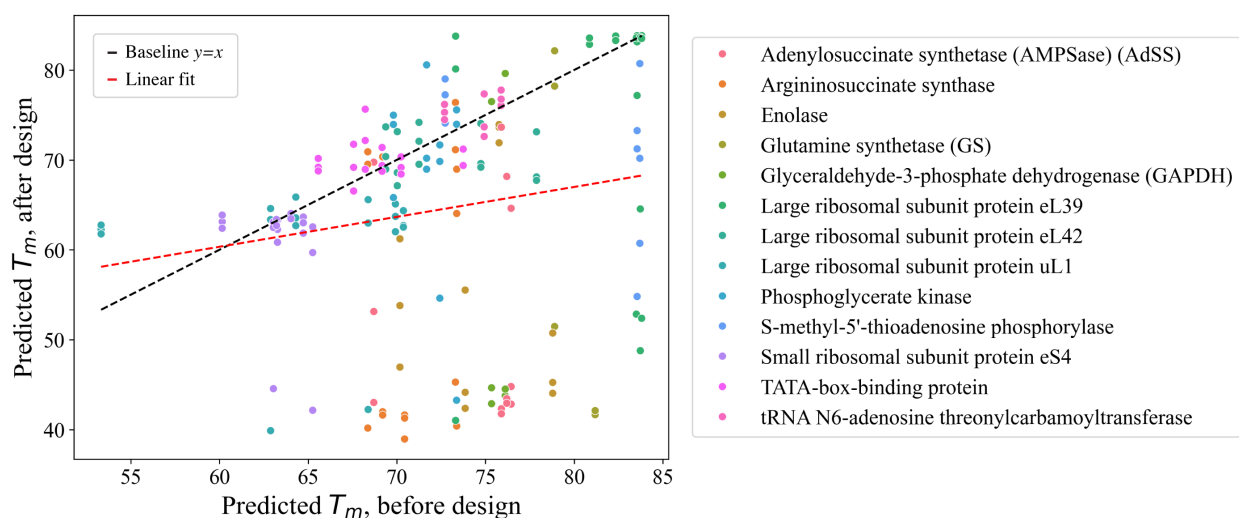 Baseline y=x
Linear fit
80
70
60
50
40
Predicted Tm, after design
55
60
65
70
75
80
85
Predicted Tm, before design
Adenylosuccinate synthetase (AMPSase) (AdSS)
Argininosuccinate synthase
Enolase
Glutamine synthetase (GS)
Glyceraldehyde-3-phosphate dehydrogenase (GAPDH)
Large ribosomal subunit protein eL39
Large ribosomal subunit protein eL42
Large ribosomal subunit protein uL1
Phosphoglycerate kinase
S-methyl-5'-thioadenosine phosphorylase
Small ribosomal subunit protein eS4
TATA-box-binding protein
tRNA N6-adenosine threonylcarbamoyltransferase